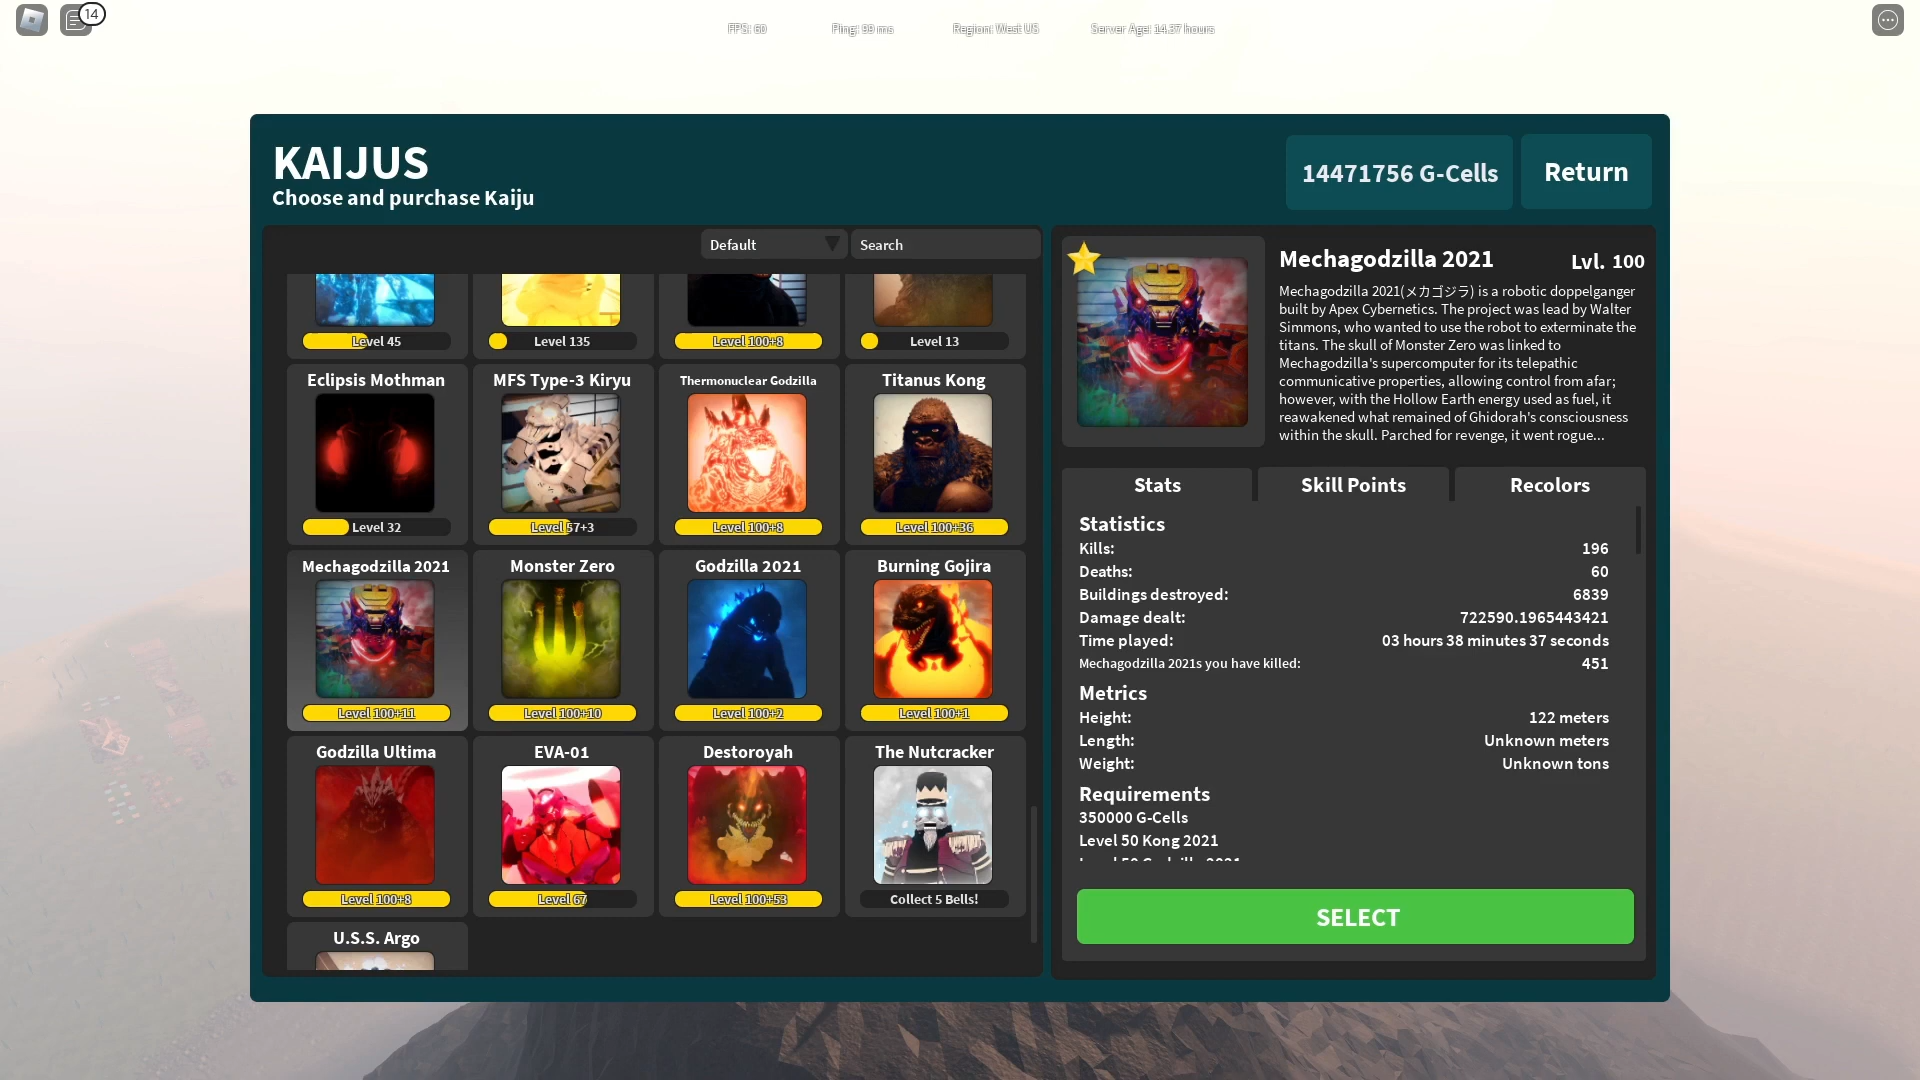 14
FPS: 60
Ping: 99 ms
Region: West US
Server Age: 14.37 hours
KAIJUS
Choose and purchase Kaiju
14471756 G-Cells
Return
Default
Search
Level 45
Level 135
Level 100+8
Level 13
Eclipsis Mothman
MFS Type-3 Kiryu
Thermonuclear Godzilla
Titanus Kong
Level 32
Level 57+3
Level 100+8
Level 100+36
Mechagodzilla 2021
Monster Zero
Godzilla 2021
Burning Gojira
Level 100+11
Level 100+10
Level 100+2
Level 100+1
Godzilla Ultima
EVA-01
Destoroyah
The Nutcracker
Level 100+8
Level 67
Level 100+53
Collect 5 Bells!
U.S.S. Argo
Mechagodzilla 2021
Lvl. 100
Mechagodzilla 2021(メカゴジラ) is a robotic doppelganger
built by Apex Cybernetics. The project was lead by Walter
Simmons, who wanted to use the robot to exterminate the
titans. The skull of Monster Zero was linked to
Mechagodzilla's supercomputer for its telepathic
communicative properties, allowing control from afar;
however, with the Hollow Earth energy used as fuel, it
reawakened what remained of Ghidorah's consciousness
within the skull. Parched for revenge, it went rogue...
Stats
Skill Points
Recolors
Statistics
Kills: 196
Deaths: 60
Buildings destroyed: 6839
Damage dealt: 722590.1965443421
Time played: 03 hours 38 minutes 37 seconds
Mechagodzilla 2021s you have killed: 451
Metrics
Height: 122 meters
Length: Unknown meters
Weight: Unknown tons
Requirements
350000 G-Cells
Level 50 Kong 2021
Level 50 Godzilla 2021
SELECT